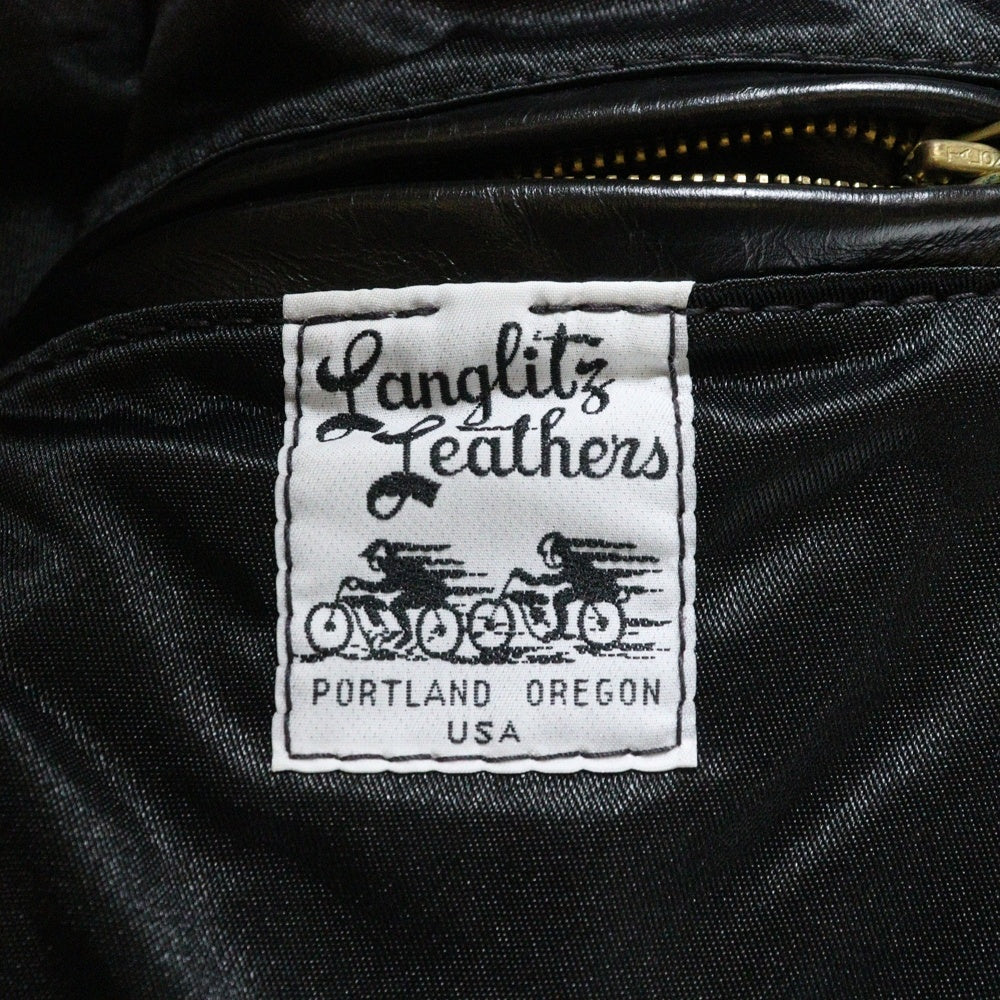 Langlitz
Leathers
PORTLAND OREGON
USA